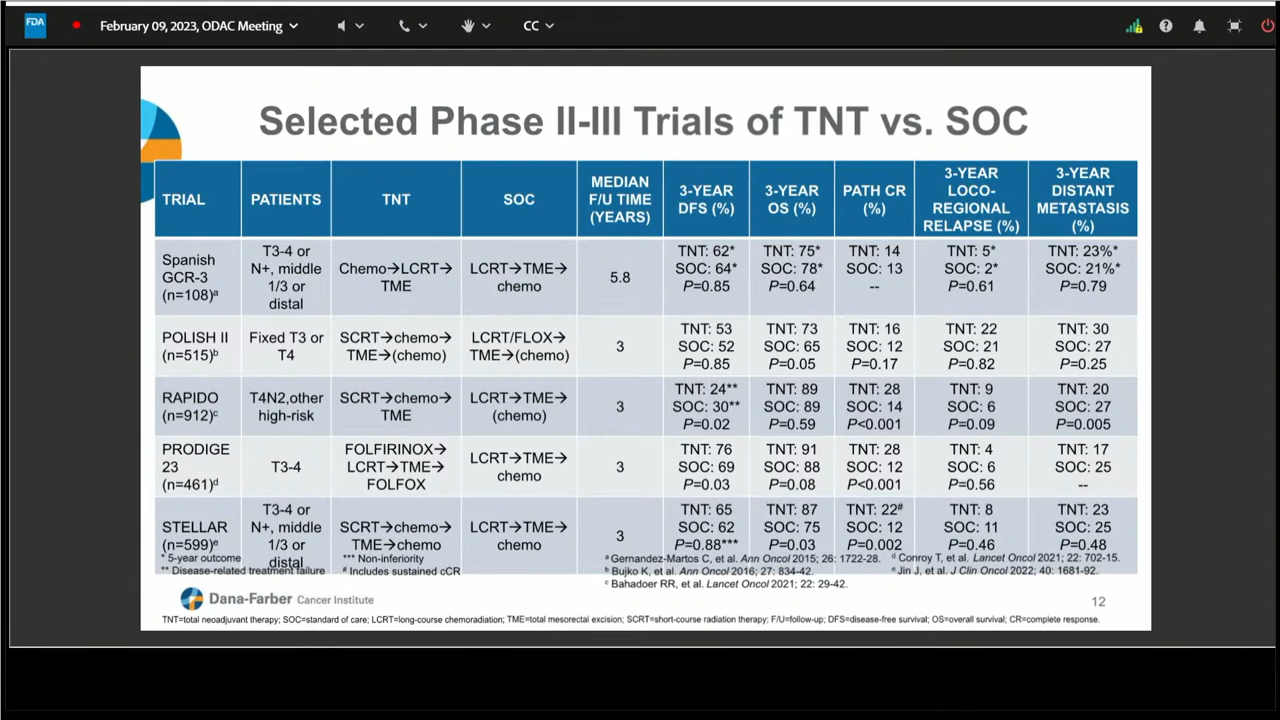 FDA
February 09, 2023, ODAC Meeting
CC
Selected Phase II-III Trials of TNT vs. SOC
TRIAL
PATIENTS
TNT
SOC
MEDIAN
F/U TIME
(YEARS)
3-YEAR
DFS (%)
3-YEAR
OS (%)
PATH CR
(%)
3-YEAR
LOCO-
REGIONAL
RELAPSE (%)
3-YEAR
DISTANT
METASTASIS
(%)
Spanish
GCR-3
(n=108)ᵃ
T3-4 or
N+, middle
1/3 or
distal
Chemo→LCRT→
TME
LCRT→TME→
chemo
5.8
TNT: 62*
SOC: 64*
P=0.85
TNT: 75*
SOC: 78*
P=0.64
TNT: 14
SOC: 13
--
TNT: 5*
SOC: 2*
P=0.61
TNT: 23%*
SOC: 21%*
P=0.79
POLISH II
(n=515)ᵇ
Fixed T3 or
T4
SCRT→chemo→
TME→(chemo)
LCRT/FLOX→
TME→(chemo)
3
TNT: 53
SOC: 52
P=0.85
TNT: 73
SOC: 65
P=0.05
TNT: 16
SOC: 12
P=0.17
TNT: 22
SOC: 21
P=0.82
TNT: 30
SOC: 27
P=0.25
RAPIDO
(n=912)ᶜ
T4N2,other
high-risk
SCRT→chemo→
TME
LCRT→TME→
(chemo)
3
TNT: 24**
SOC: 30**
P=0.02
TNT: 89
SOC: 89
P=0.59
TNT: 28
SOC: 14
P<0.001
TNT: 9
SOC: 6
P=0.09
TNT: 20
SOC: 27
P=0.005
PRODIGE
23
(n=461)ᵈ
T3-4
FOLFIRINOX→
LCRT→TME→
FOLFOX
LCRT→TME→
chemo
3
TNT: 76
SOC: 69
P=0.03
TNT: 91
SOC: 88
P=0.08
TNT: 28
SOC: 12
P<0.001
TNT: 4
SOC: 6
P=0.56
TNT: 17
SOC: 25
--
STELLAR
(n=599)ᵉ
T3-4 or
N+, middle
1/3 or
distal
SCRT→chemo→
TME→chemo
LCRT→TME→
chemo
3
TNT: 65
SOC: 62
P=0.88***
TNT: 87
SOC: 75
P=0.03
TNT: 22#
SOC: 12
P=0.002
TNT: 8
SOC: 11
P=0.46
TNT: 23
SOC: 25
P=0.48
* 5-year outcome
** Disease-related treatment failure
*** Non-inferiority
# Includes sustained cCR
ᵃ Gernandez-Martos C, et al. Ann Oncol 2015; 26: 1722-28.
ᵇ Bujko K, et al. Ann Onc 2016; 27: 834-42.
ᶜ Bahadoer RR, et al. Lancet Oncol 2021; 22: 29-42.
ᵈ Conroy T, et al. Lancet Oncol 2021; 22: 702-15.
ᵉ Jin J, et al. J Clin Onc 2022; 40: 1681-92.
Dana-Farber Cancer Institute
12
TNT=total neoadjuvant therapy; SOC=standard of care; LCRT=long-course chemoradiation; TME=total mesorectal excision; SCRT=short-course radiation therapy; F/U=follow-up; DFS=disease-free survival; OS=overall survival; CR=complete response.